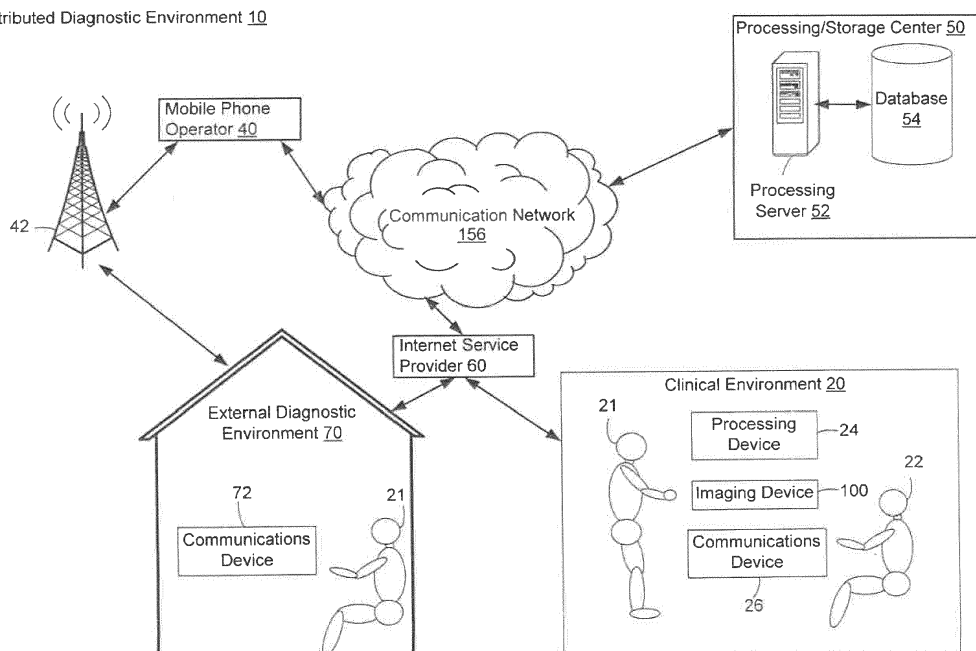 tributed Diagnostic Environment 10
Processing/Storage Center 50
Mobile Phone
Operator 40
Database
54
Processing
Server 52
42
Communication Network
156
Internet Service
Provider 60
Clinical Environment 20
External Diagnostic
Environment 70
21
Processing
Device
24
22
Imaging Device
100
72
21
Communications
Device
Communications
Device
26